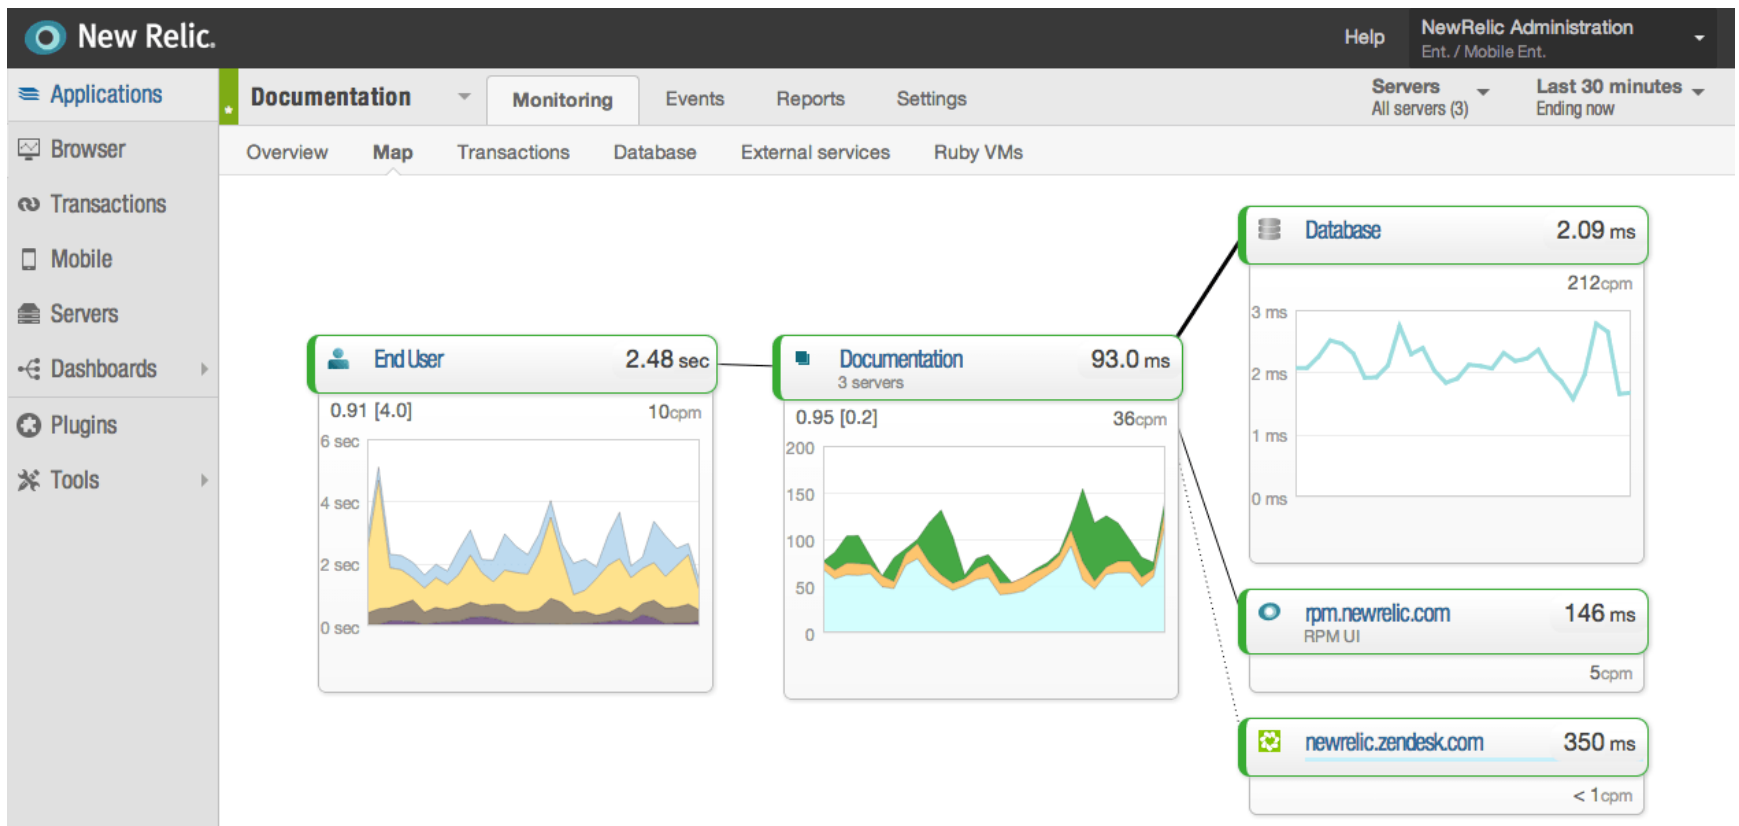 New Relic.
Help
NewRelic Administration
Ent. / Mobile Ent.
Applications
Browser
Transactions
Mobile
Servers
Dashboards
Plugins
Tools
* Documentation
Monitoring
Events
Reports
Settings
Servers
All servers (3)
Last 30 minutes
Ending now
Overview
Map
Transactions
Database
External services
Ruby VMs
End User
2.48 sec
0.91 [4.0]
10cpm
6 sec
4 sec
2 sec
0 sec
Documentation
3 servers
93.0 ms
0.95 [0.2]
36cpm
200
150
100
50
0
Database
2.09 ms
212cpm
3 ms
2 ms
1 ms
0 ms
rpm.newrelic.com
RPM UI
146 ms
5cpm
newrelic.zendesk.com
350 ms
< 1cpm